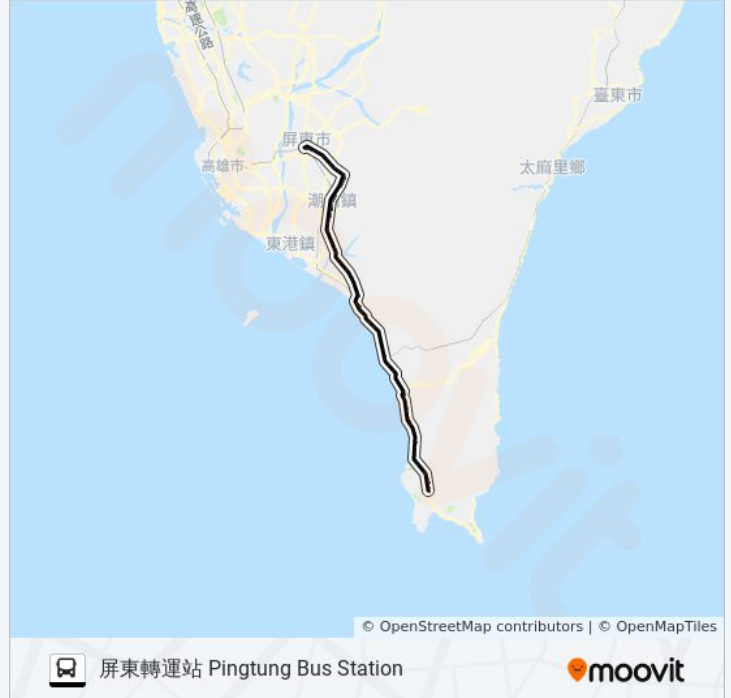 高速公路
臺東市
屏東市
高雄市
太麻里鄉
潮州鎮
東港鎮
© OpenStreetMap contributors | © OpenMapTiles
屏東轉運站 Pingtung Bus Station
moovit